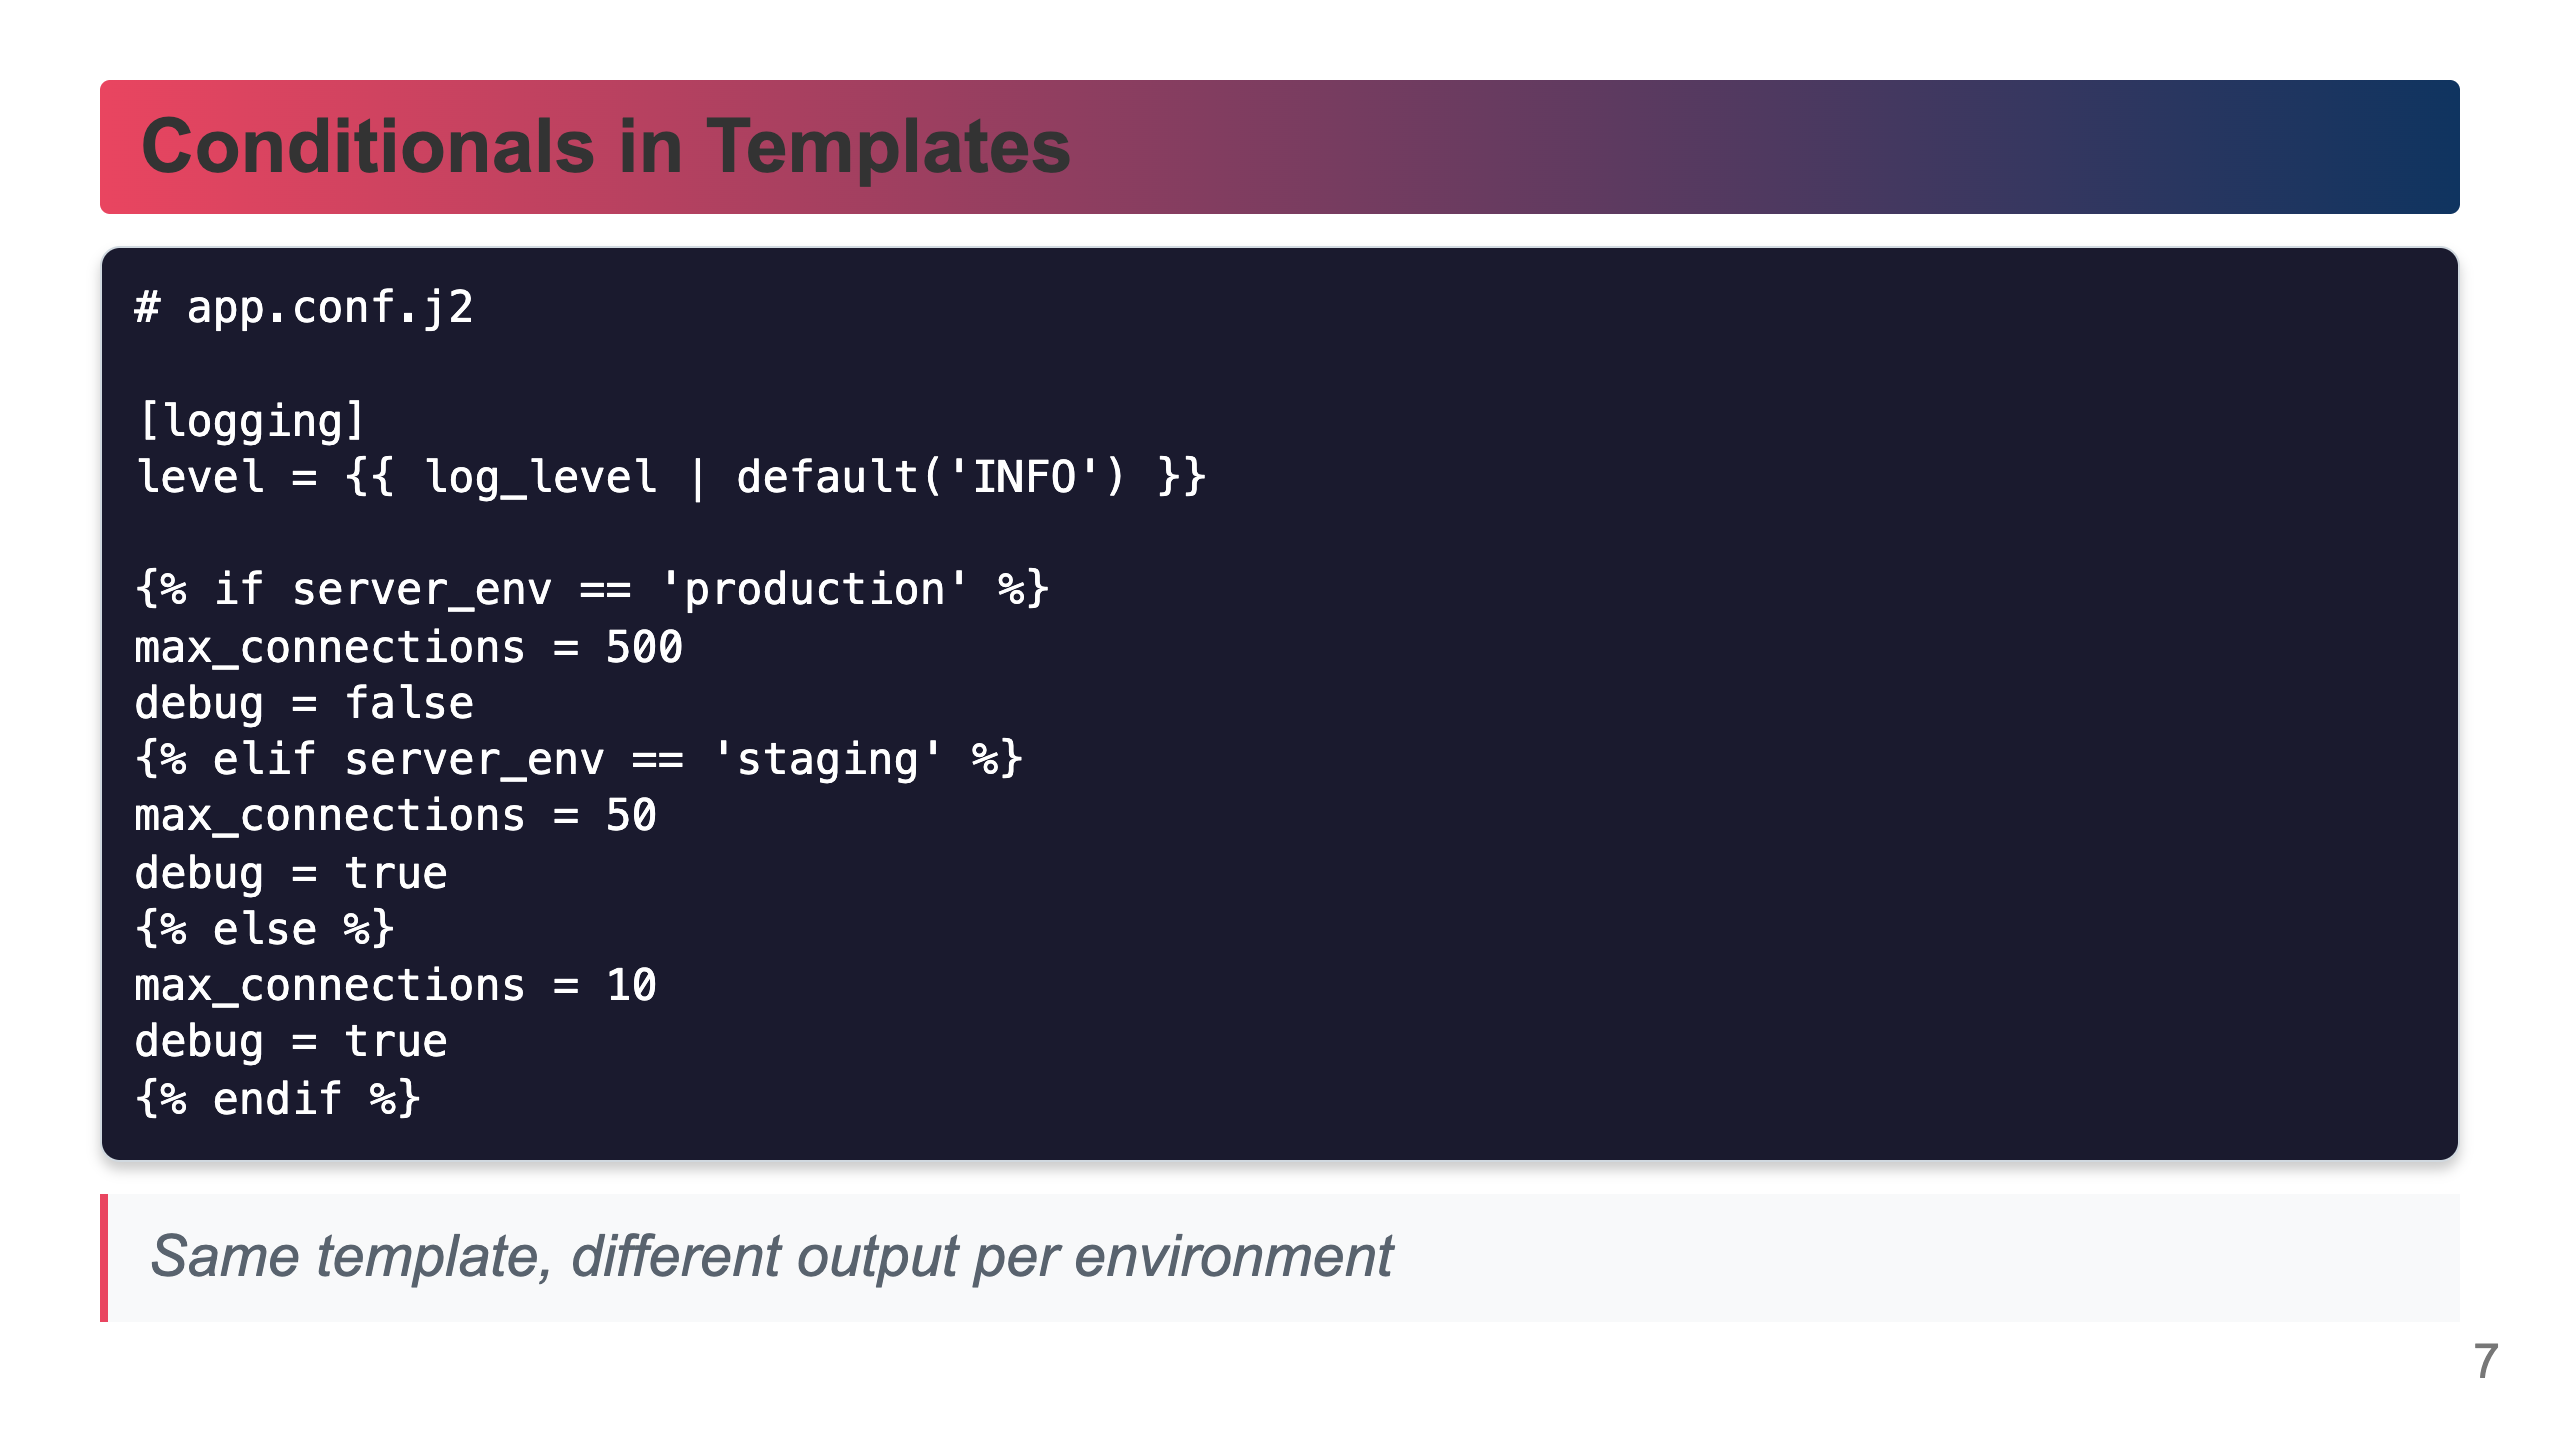 Conditionals in Templates
# app.conf.j2
[logging]
level = {{ log_level | default('INFO') }}
{% if server_env == 'production' %}
max_connections = 500
debug = false
{% elif server_env == 'staging' %}
max_connections = 50
debug = true
{% else %}
max_connections = 10
debug = true
{% endif %}
Same template, different output per environment
7